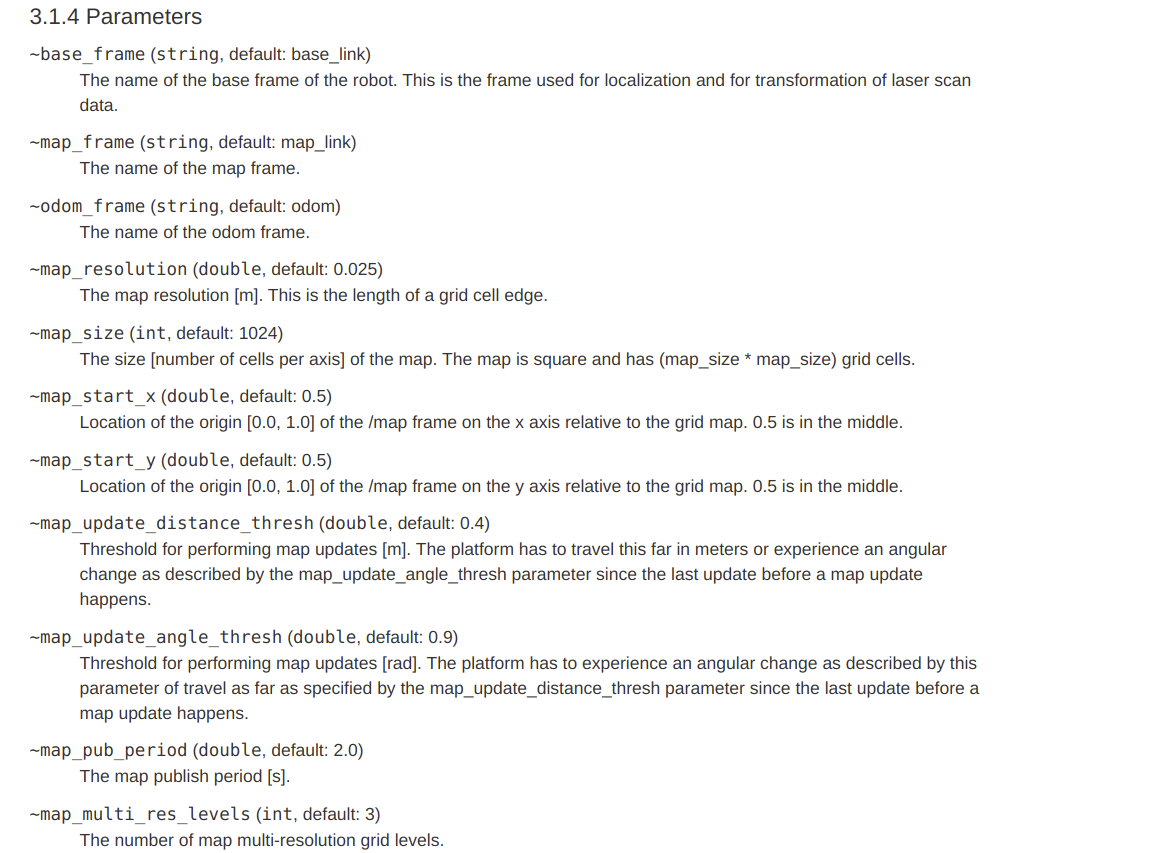 3.1.4 Parameters
~base_frame (string, default: base_link)
The name of the base frame of the robot. This is the frame used for localization and for transformation of laser scan
data.
~map_frame (string, default: map_link)
The name of the map frame.
~odom_frame (string, default: odom)
The name of the odom frame.
~map_resolution (double, default: 0.025)
The map resolution [m]. This is the length of a grid cell edge.
~map_size (int, default: 1024)
The size [number of cells per axis] of the map. The map is square and has (map_size * map_size) grid cells.
~map_start_x (double, default: 0.5)
Location of the origin [0.0, 1.0] of the /map frame on the x axis relative to the grid map. 0.5 is in the middle.
~map_start_y (double, default: 0.5)
Location of the origin [0.0, 1.0] of the /map frame on the y axis relative to the grid map. 0.5 is in the middle.
~map_update_distance_thresh (double, default: 0.4)
Threshold for performing map updates [m]. The platform has to travel this far in meters or experience an angular
change as described by the map_update_angle_thresh parameter since the last update before a map update
happens.
~map_update_angle_thresh (double, default: 0.9)
Threshold for performing map updates [rad]. The platform has to experience an angular change as described by this
parameter of travel as far as specified by the map_update_distance_thresh parameter since the last update before a
map update happens.
~map_pub_period (double, default: 2.0)
The map publish period [s].
~map_multi_res_levels (int, default: 3)
The number of map multi-resolution grid levels.